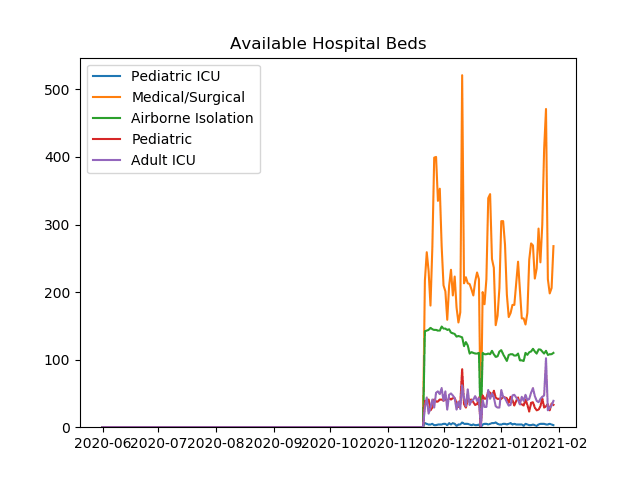 Available Hospital Beds
Pediatric ICU
Medical/Surgical
Airborne Isolation
Pediatric
Adult ICU
500
400
300
200
100
0
2020-06 2020-07 2020-08 2020-09 2020-10 2020-11 2020-12 2021-01 2021-02